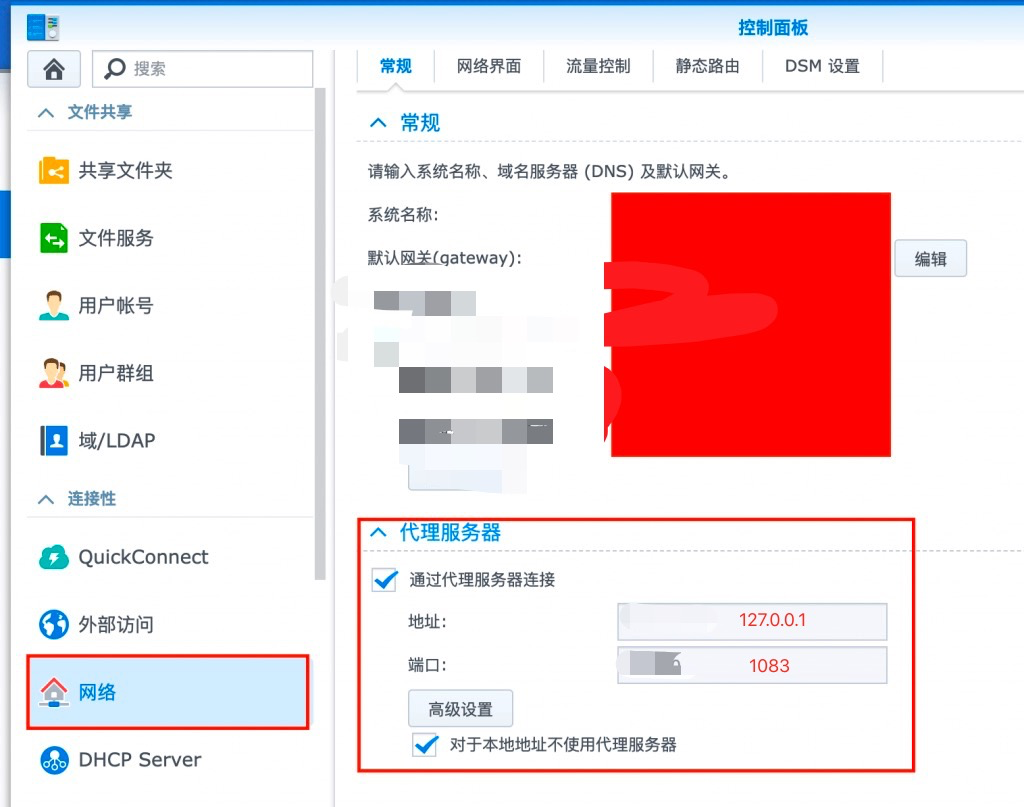 控制面板
搜索
常规
网络界面
流量控制
静态路由
DSM 设置
文件共享
共享文件夹
文件服务
用户帐号
用户群组
域/LDAP
连接性
QuickConnect
外部访问
网络
DHCP Server
常规
请输入系统名称、域名服务器 (DNS) 及默认网关。
系统名称:
默认网关(gateway):
编辑
代理服务器
通过代理服务器连接
地址: 127.0.0.1
端口: 1083
高级设置
对于本地地址不使用代理服务器